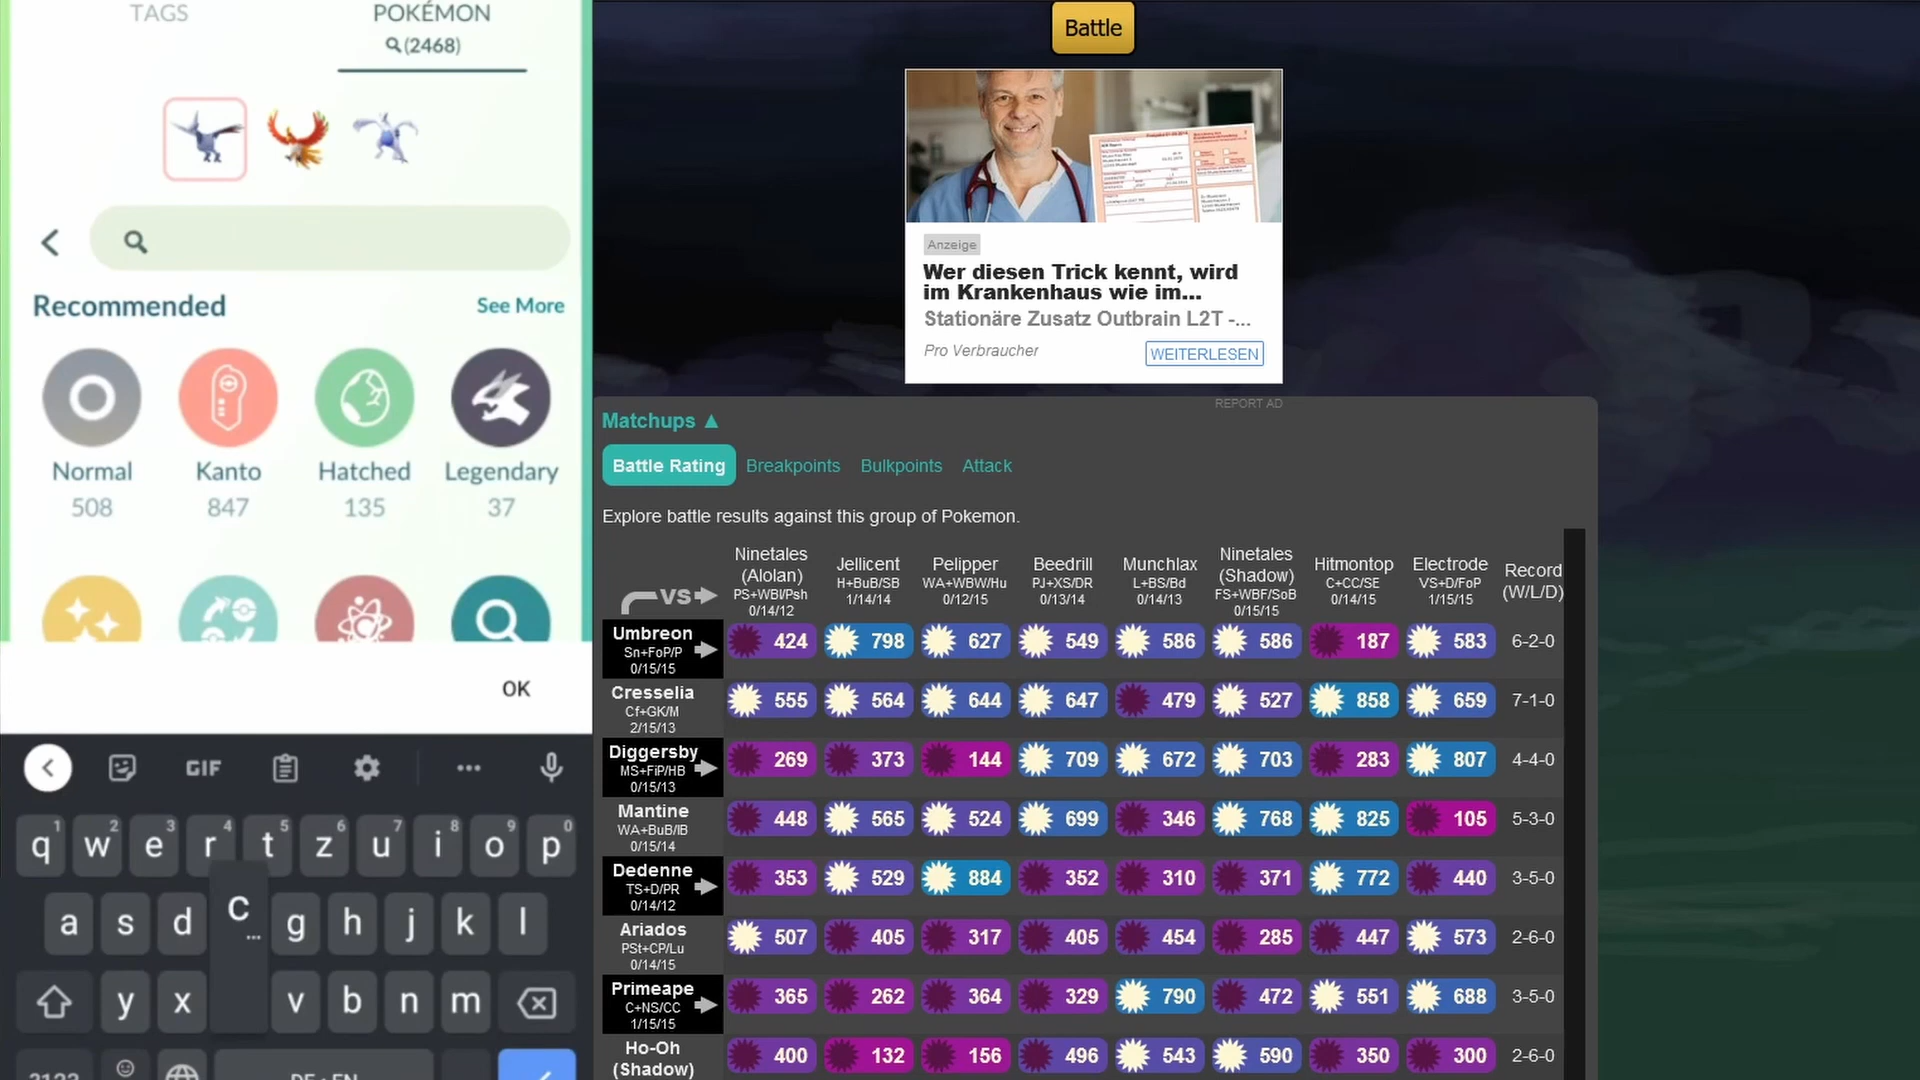 TAGS
POKÉMON
(2468)
Recommended
See More
Normal
508
Kanto
847
Hatched
135
Legendary
37
OK
GIF
q1 w2 e3 r4 t5 z6 u7 i8 o9 p0
a s d c... g h j k l
y x v b n m
Battle
Anzeige
Wer diesen Trick kennt, wird
im Krankenhaus wie im...
Stationäre Zusatz Outbrain L2T -...
Pro Verbraucher
WEITERLESEN
REPORT AD
Matchups ▲
Battle Rating Breakpoints Bulkpoints Attack
Explore battle results against this group of Pokemon.
VS
Ninetales
(Alolan)
PS+WBl/Psh
0/14/12
Jellicent
H+BuB/SB
1/14/14
Pelipper
WA+WBW/Hu
0/12/15
Beedrill
PJ+XS/DR
0/13/14
Munchlax
L+BS/Bd
0/14/13
Ninetales
(Shadow)
FS+WBF/SoB
0/15/15
Hitmontop
C+CC/SE
0/14/15
Electrode
VS+D/FoP
1/15/15
Record
(W/L/D)
Umbreon
Sn+FoP/P
0/15/15
424 798 627 549 586 586 187 583 6-2-0
Cresselia
Cf+GK/M
2/15/13
555 564 644 647 479 527 858 659 7-1-0
Diggersby
MS+FiP/HB
0/15/13
269 373 144 709 672 703 283 807 4-4-0
Mantine
WA+BuB/IB
0/15/14
448 565 524 699 346 768 825 105 5-3-0
Dedenne
TS+D/PR
0/14/12
353 529 884 352 310 371 772 440 3-5-0
Ariados
PSt+CP/Lu
0/14/15
507 405 317 405 454 285 447 573 2-6-0
Primeape
C+NS/CC
1/15/15
365 262 364 329 790 472 551 688 3-5-0
Ho-Oh
(Shadow)
400 132 156 496 543 590 350 300 2-6-0